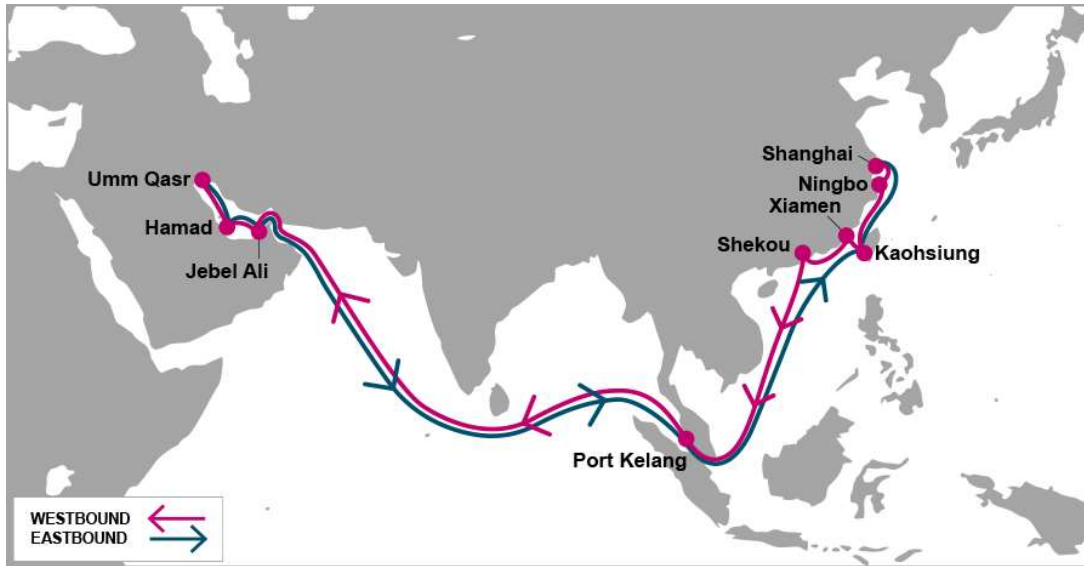 Shanghai
Umm Qasr
Ningbo
Xiamen
Hamad
Shekou
Kaohsiung
Jebel Ali
Port Kelang
WESTBOUND
EASTBOUND